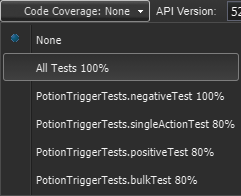 Code Coverage: None API Version: 52
None
All Tests 100%
PotionTriggerTests.negativeTest 100%
PotionTriggerTests.singleActionTest 80%
PotionTriggerTests.positiveTest 80%
PotionTriggerTests.bulkTest 80%